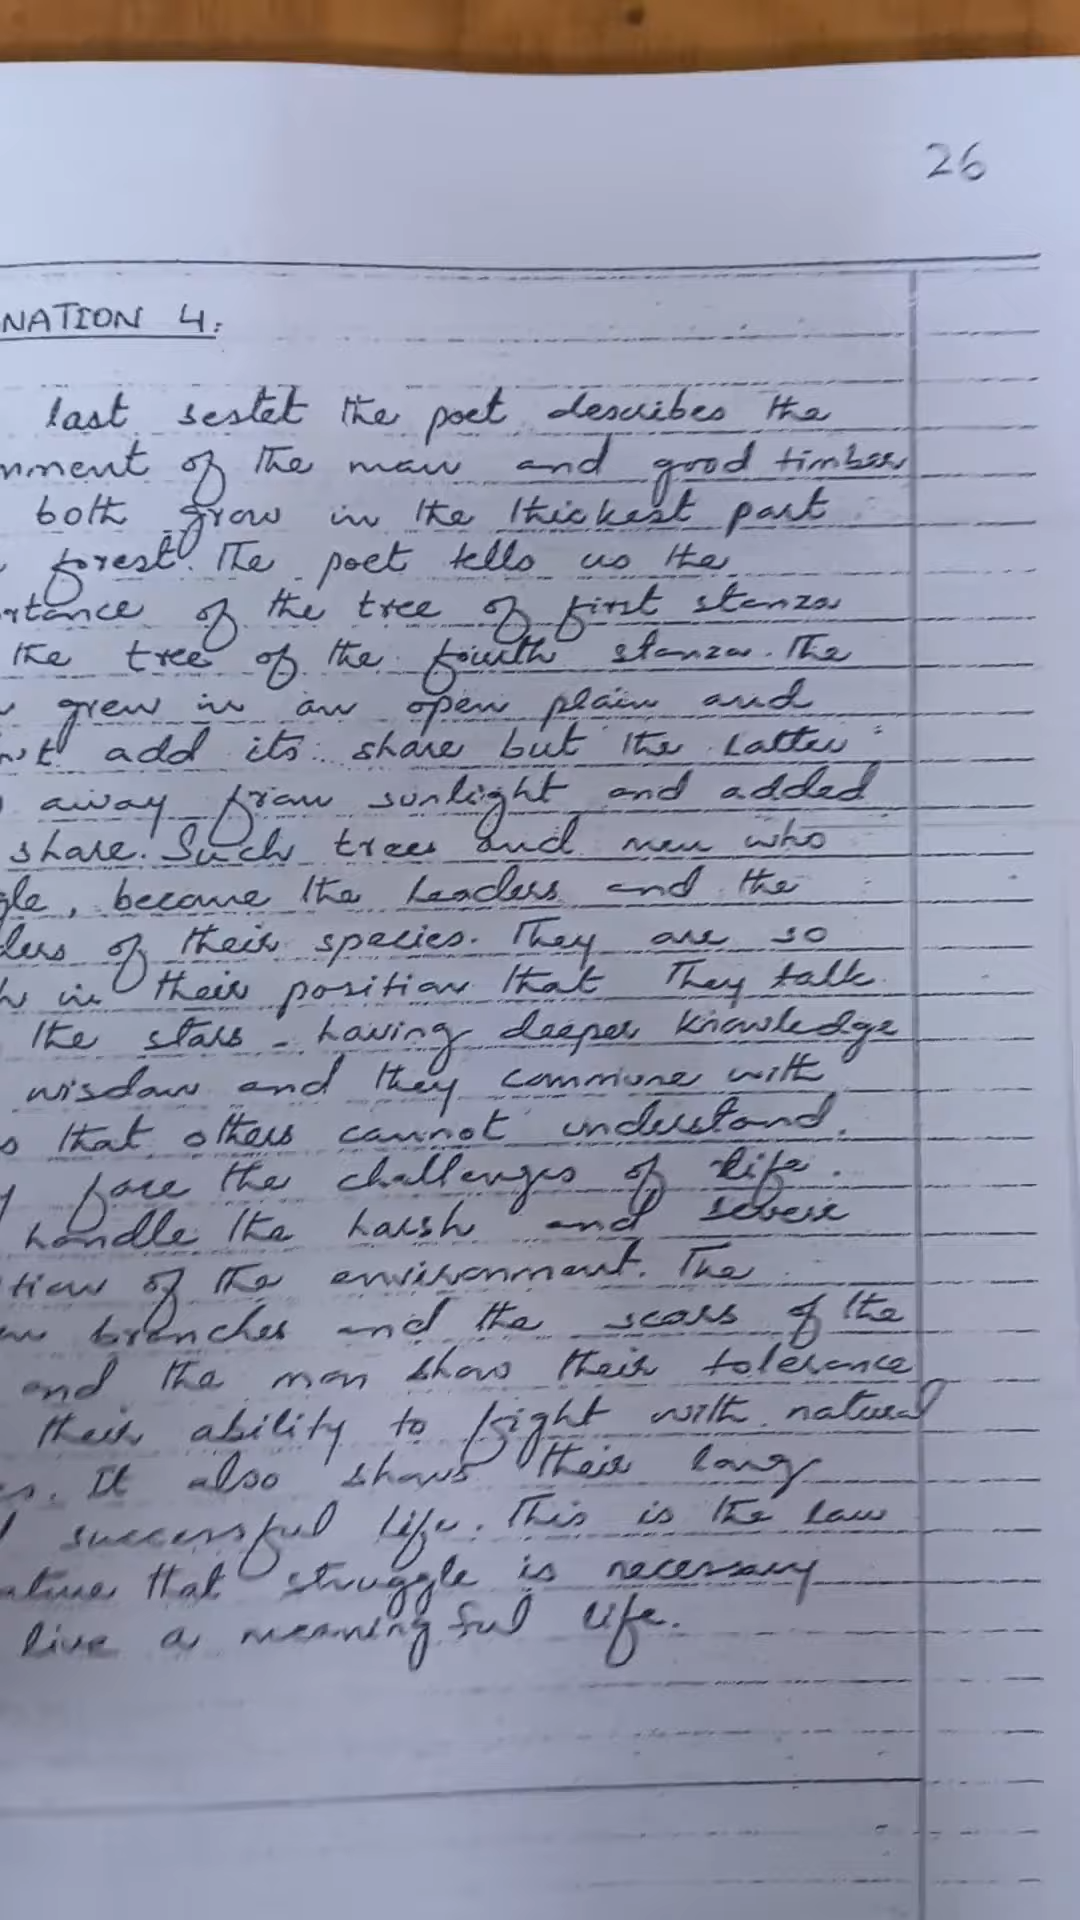 26
NATION 4:
last sestet the poet describes the
nment of the man and good timber
both grow in the thickest part
forest. The poet tells us the
rtance of the tree of first stanza
the tree of the fourth stanza. The
grew in an open plain and
add its share but the latter
away from sunlight and added
share. Such trees and men who
gle, become the leaders and the
ders of their species. They are so
in their position that They talk
the stars - having deeper knowledge
wisdom and they commune with
that others cannot understand.
face the challenges of life.
handle the harsh and severe
tion of the environment. The
branches and the scars of the
and the man show their tolerance
their ability to fight with natural
es. It also shows their long
successful life. This is the law
ature that struggle is necessary
live a meaningful life.